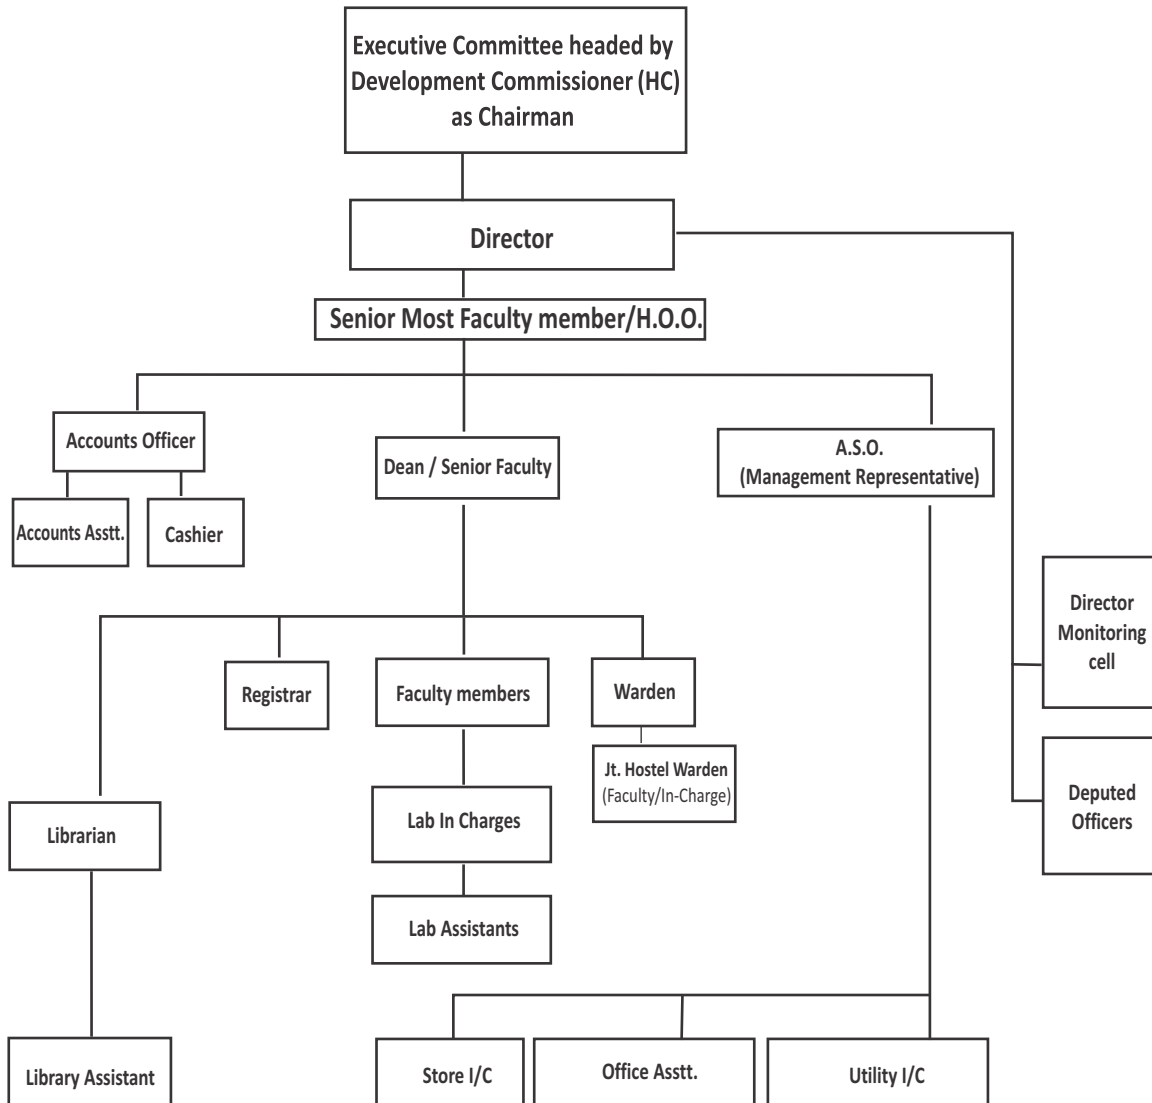 Executive Committee headed by
Development Commissioner (HC)
as Chairman
Director
Senior Most Faculty member/H.O.O.
Accounts Officer
Dean / Senior Faculty
A.S.O.
(Management Representative)
Accounts Asstt.
Cashier
Director
Monitoring
cell
Registrar
Faculty members
Warden
Jt. Hostel Warden
(Faculty/In-Charge)
Deputed
Officers
Librarian
Lab In Charges
Lab Assistants
Library Assistant
Store I/C
Office Asstt.
Utility I/C